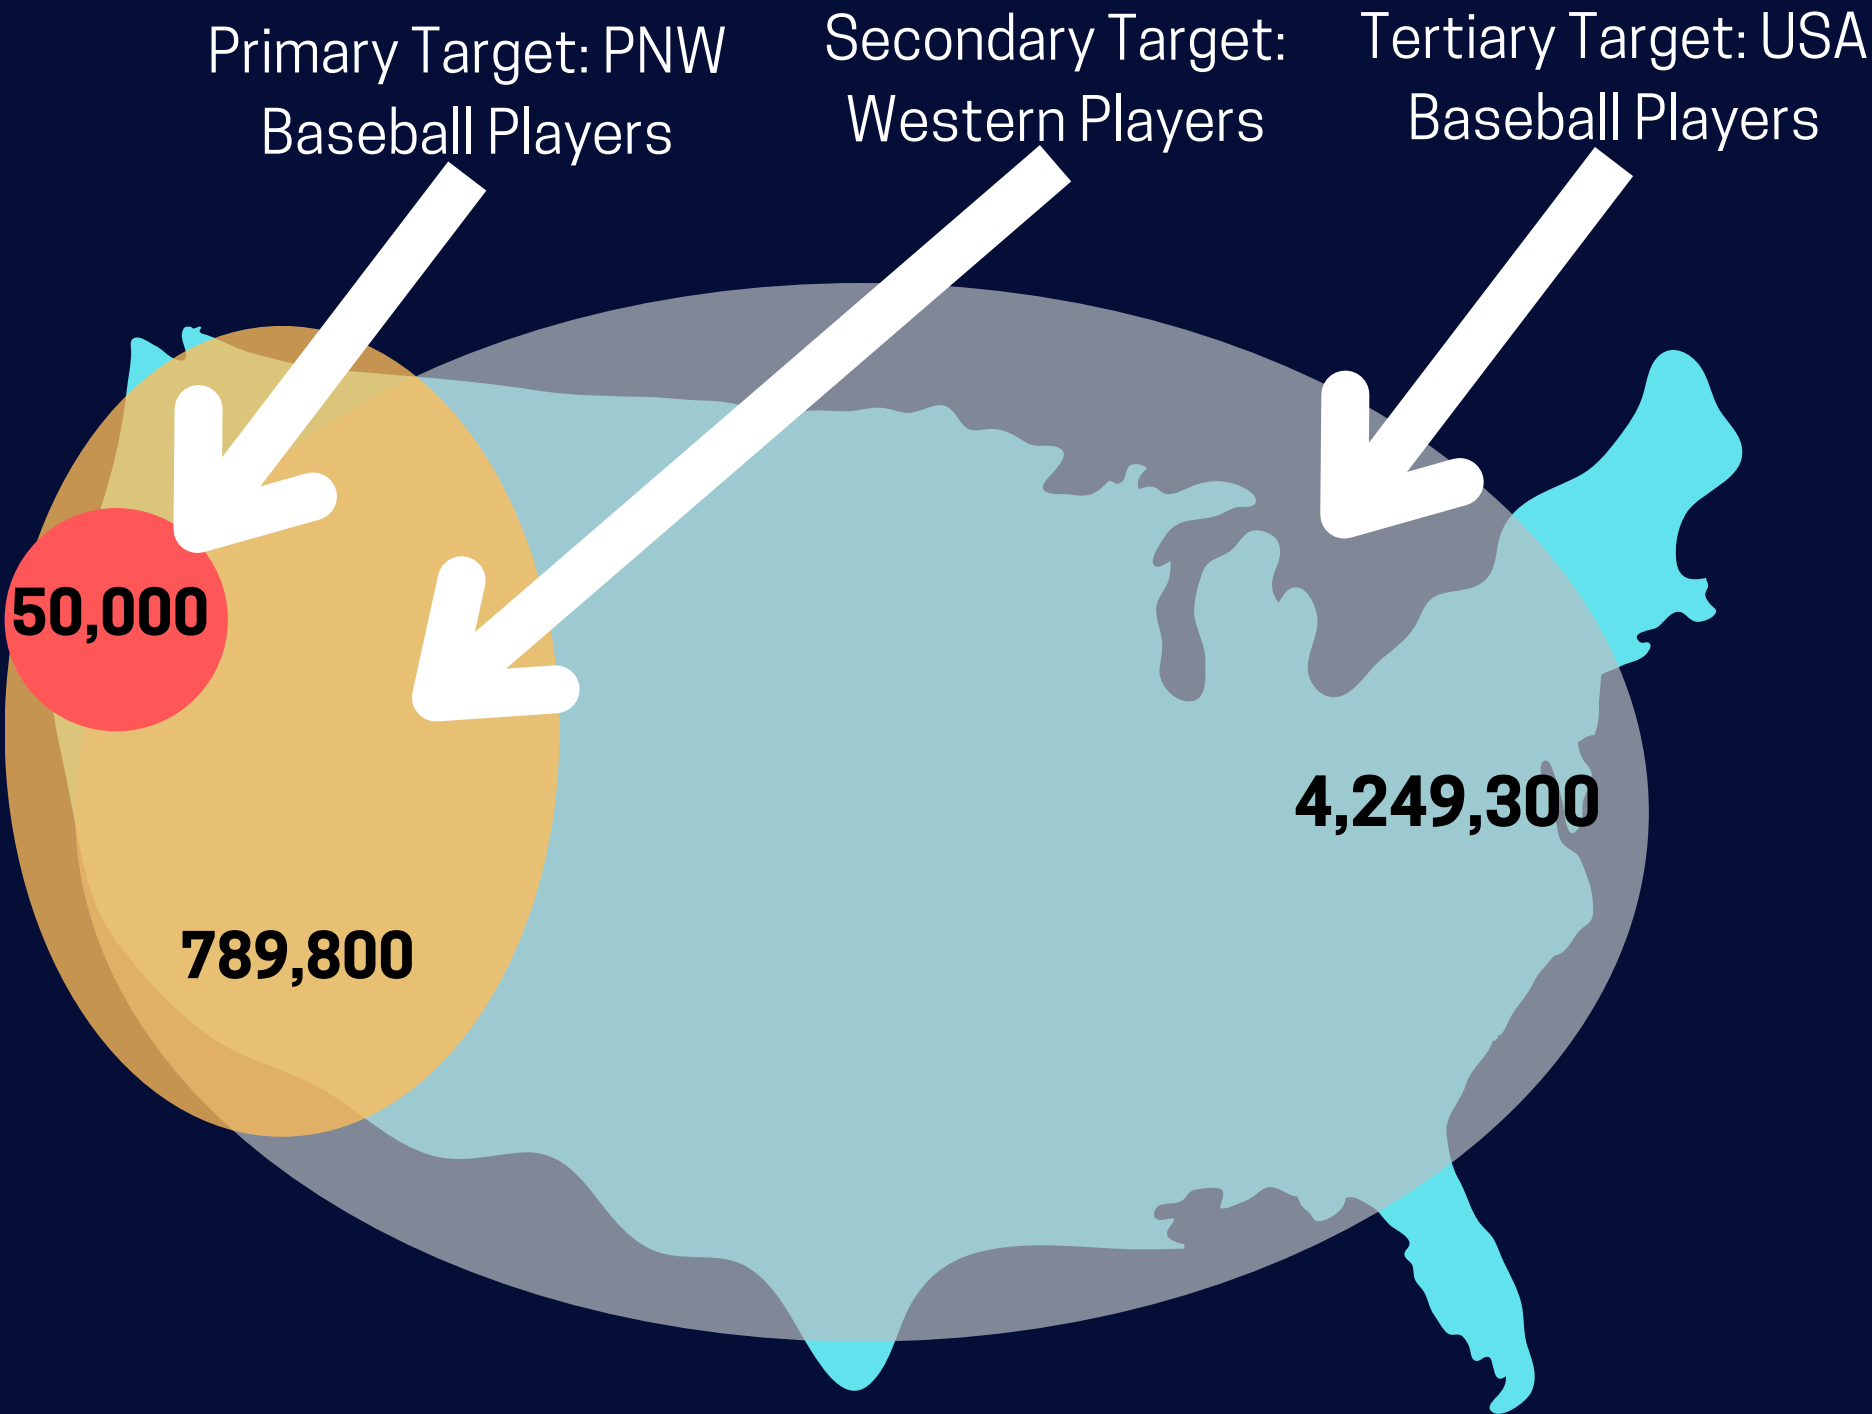 Primary Target: PNW
Baseball Players
Secondary Target:
Western Players
Tertiary Target: USA
Baseball Players
50,000
4,249,300
789,800